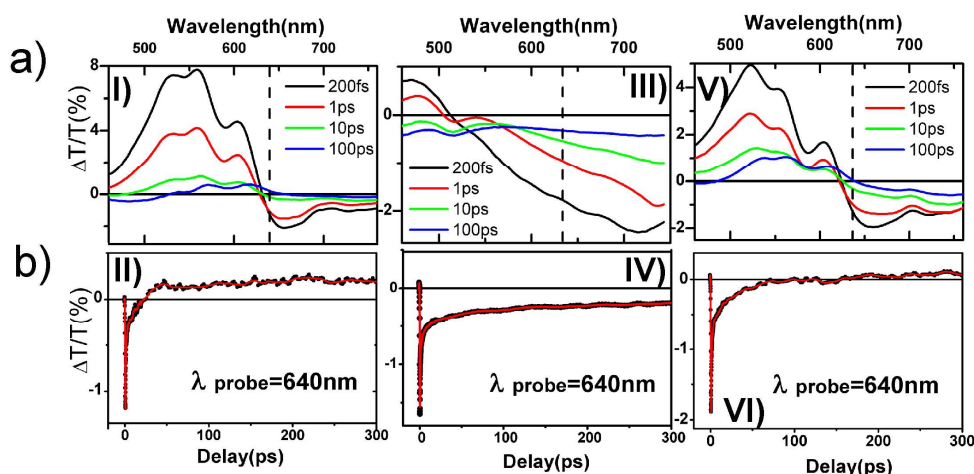 Wavelength(nm) Wavelength(nm) Wavelength(nm)
500 600 700 500 600 700 500 600 700
a)
ΔT/T(%)
8
4
0
I)
200fs
1ps
10ps
100ps
0
-2
III)
200fs
1ps
10ps
100ps
4
2
0
-2
V)
200fs
1ps
10ps
100ps
b)
ΔT/T(%)
0
-1
II)
λ probe=640nm
0 100 200 300
Delay(ps)
0
-1
IV)
λ probe=640nm
0 100 200 300
Delay(ps)
0
-1
-2
VI)
λ probe=640nm
0 100 200 300
Delay(ps)